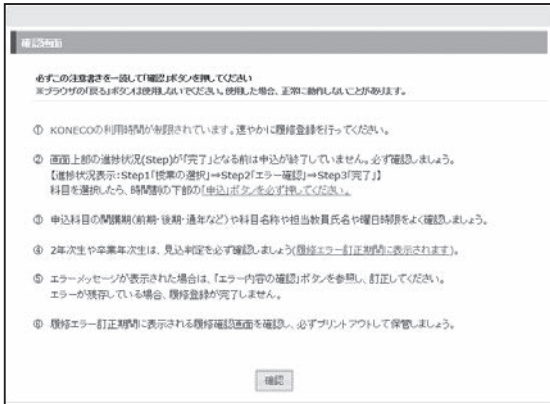 確認画面
必ずこの注意書きを一読して「確認」ボタンを押してください
※ブラウザの「戻る」ボタンは使用しないでください。使用した場合、正常に動作しないことがあります。
① KONECOの利用時間が制限されています。速やかに履修登録を行ってください。
② 画面上部の進捗状況(Step)が「完了」となる前は申込が終了していません。必ず確認しましょう。
【進捗状況表示：Step1「授業の選択」⇒Step2「エラー確認」⇒Step3「完了」】
科目を選択したら、時間割の下部の「申込」ボタンを必ず押してください。
③ 申込科目の開講期(前期・後期・通年など)や科目名称や担当教員氏名や曜日時限をよく確認しましょう。
④ 2年次生や卒業年次生は、見込判定を必ず確認しましょう(履修エラー訂正期間に表示されます)。
⑤ エラーメッセージが表示された場合は、「エラー内容の確認」ボタンを参照し、訂正してください。
エラーが残存している場合、履修登録が完了しません。
⑥ 履修エラー訂正期間に表示される履修確認画面を確認し、必ずプリントアウトして保管しましょう。
確認